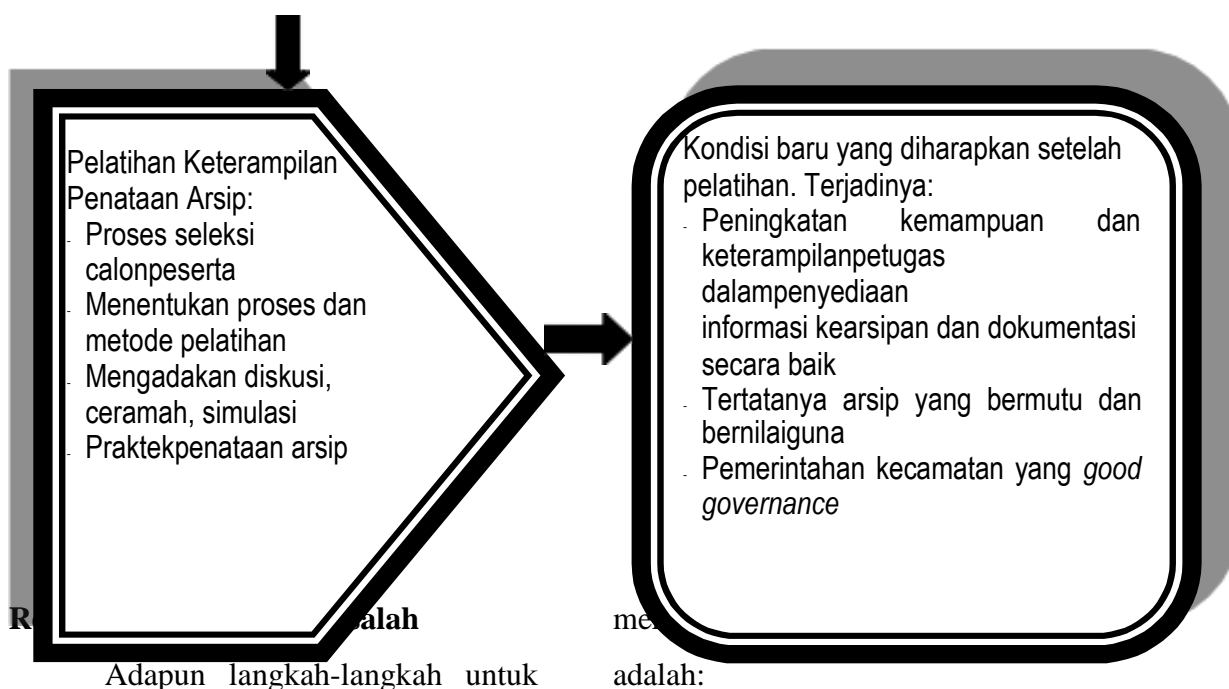 Pelatihan Keterampilan
Penataan Arsip:
- Proses seleksi
calonpeserta
- Menentukan proses dan
metode pelatihan
- Mengadakan diskusi,
ceramah, simulasi
- Praktekpenataan arsip
Kondisi baru yang diharapkan setelah
pelatihan. Terjadinya:
- Peningkatan kemampuan dan
keterampilanpetugas
dalampenyediaan
informasi kearsipan dan dokumentasi
secara baik
- Tertatanya arsip yang bermutu dan
bernilaiguna
- Pemerintahan kecamatan yang good
governance
Adapun langkah-langkah untuk
adalah: